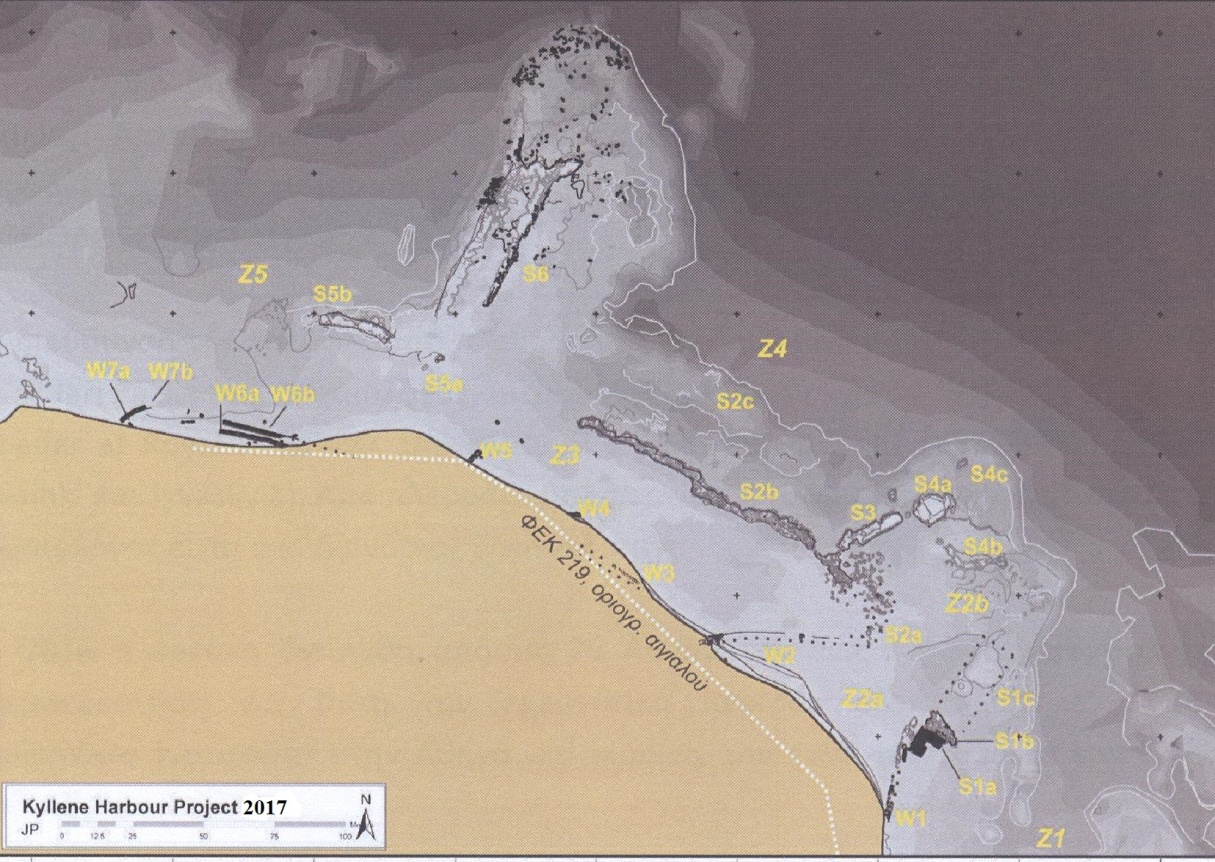 Z5
S6
S5b
Z4
W7a
W7b
W6a
W6b
S5a
S2c
W5
Z3
S4c
S4a
S2b
S3
W4
S4b
ΦΕΚ 219, οριογρ. αιγιαλού
W3
Z2b
S2a
W2
Z2a
S1c
S1b
S1a
W1
Z1
Kyllene Harbour Project 2017
N
JP
0 12.5 25 50 75 100